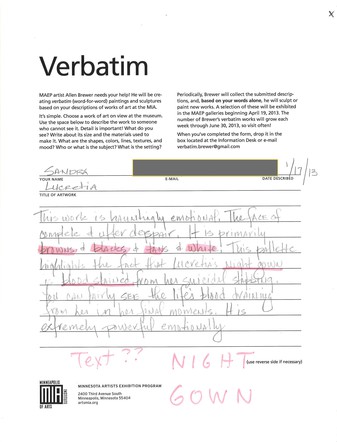 Verbatim
MAEP artist Allen Brewer needs your help! He will be cre-
ating verbatim (word-for-word) paintings and sculptures
based on your descriptions of works of art at the MIA.
It's simple. Choose a work of art on view at the museum.
Use the space below to describe the work to someone
who cannot see it. Detail is important! What do you
see? Write about its size and the materials used to
make it. What are the shapes, colors, lines, textures, and
mood? Who or what is the subject? What is the setting?
Periodically, Brewer will collect the submitted descrip-
tions, and, based on your words alone, he will sculpt or
paint new works. A selection of these will be exhibited
in the MAEP galleries beginning April 19, 2013. The
number of Brewer's verbatim works will grow each
week through June 30, 2013, so visit often!
When you've completed the form, drop it in the
box located at the Information Desk or e-mail
verbatim.brewer@gmail.com
Sandra 1/17/13
YOUR NAME E-MAIL DATE DESCRIBED
Lucretia
TITLE OF ARTWORK
This work is hauntingly emotional. The face of
complete & utter despair. It is primarily
browns & blacks & tans & white. This pallette
highlights the fact that Lucretia's night gown
is blood stained from her suicidal stabbing.
You can fairly SEE the life's blood draining
from her in her final moments. It is
extremely powerful emotionally
Text ?? NIGHT
(use reverse side if necessary)
GOWN
MINNEAPOLIS
MIA
INSTITUTE
OF ARTS
MINNESOTA ARTISTS EXHIBITION PROGRAM
2400 Third Avenue South
Minneapolis, Minnesota 55404
artsmia.org